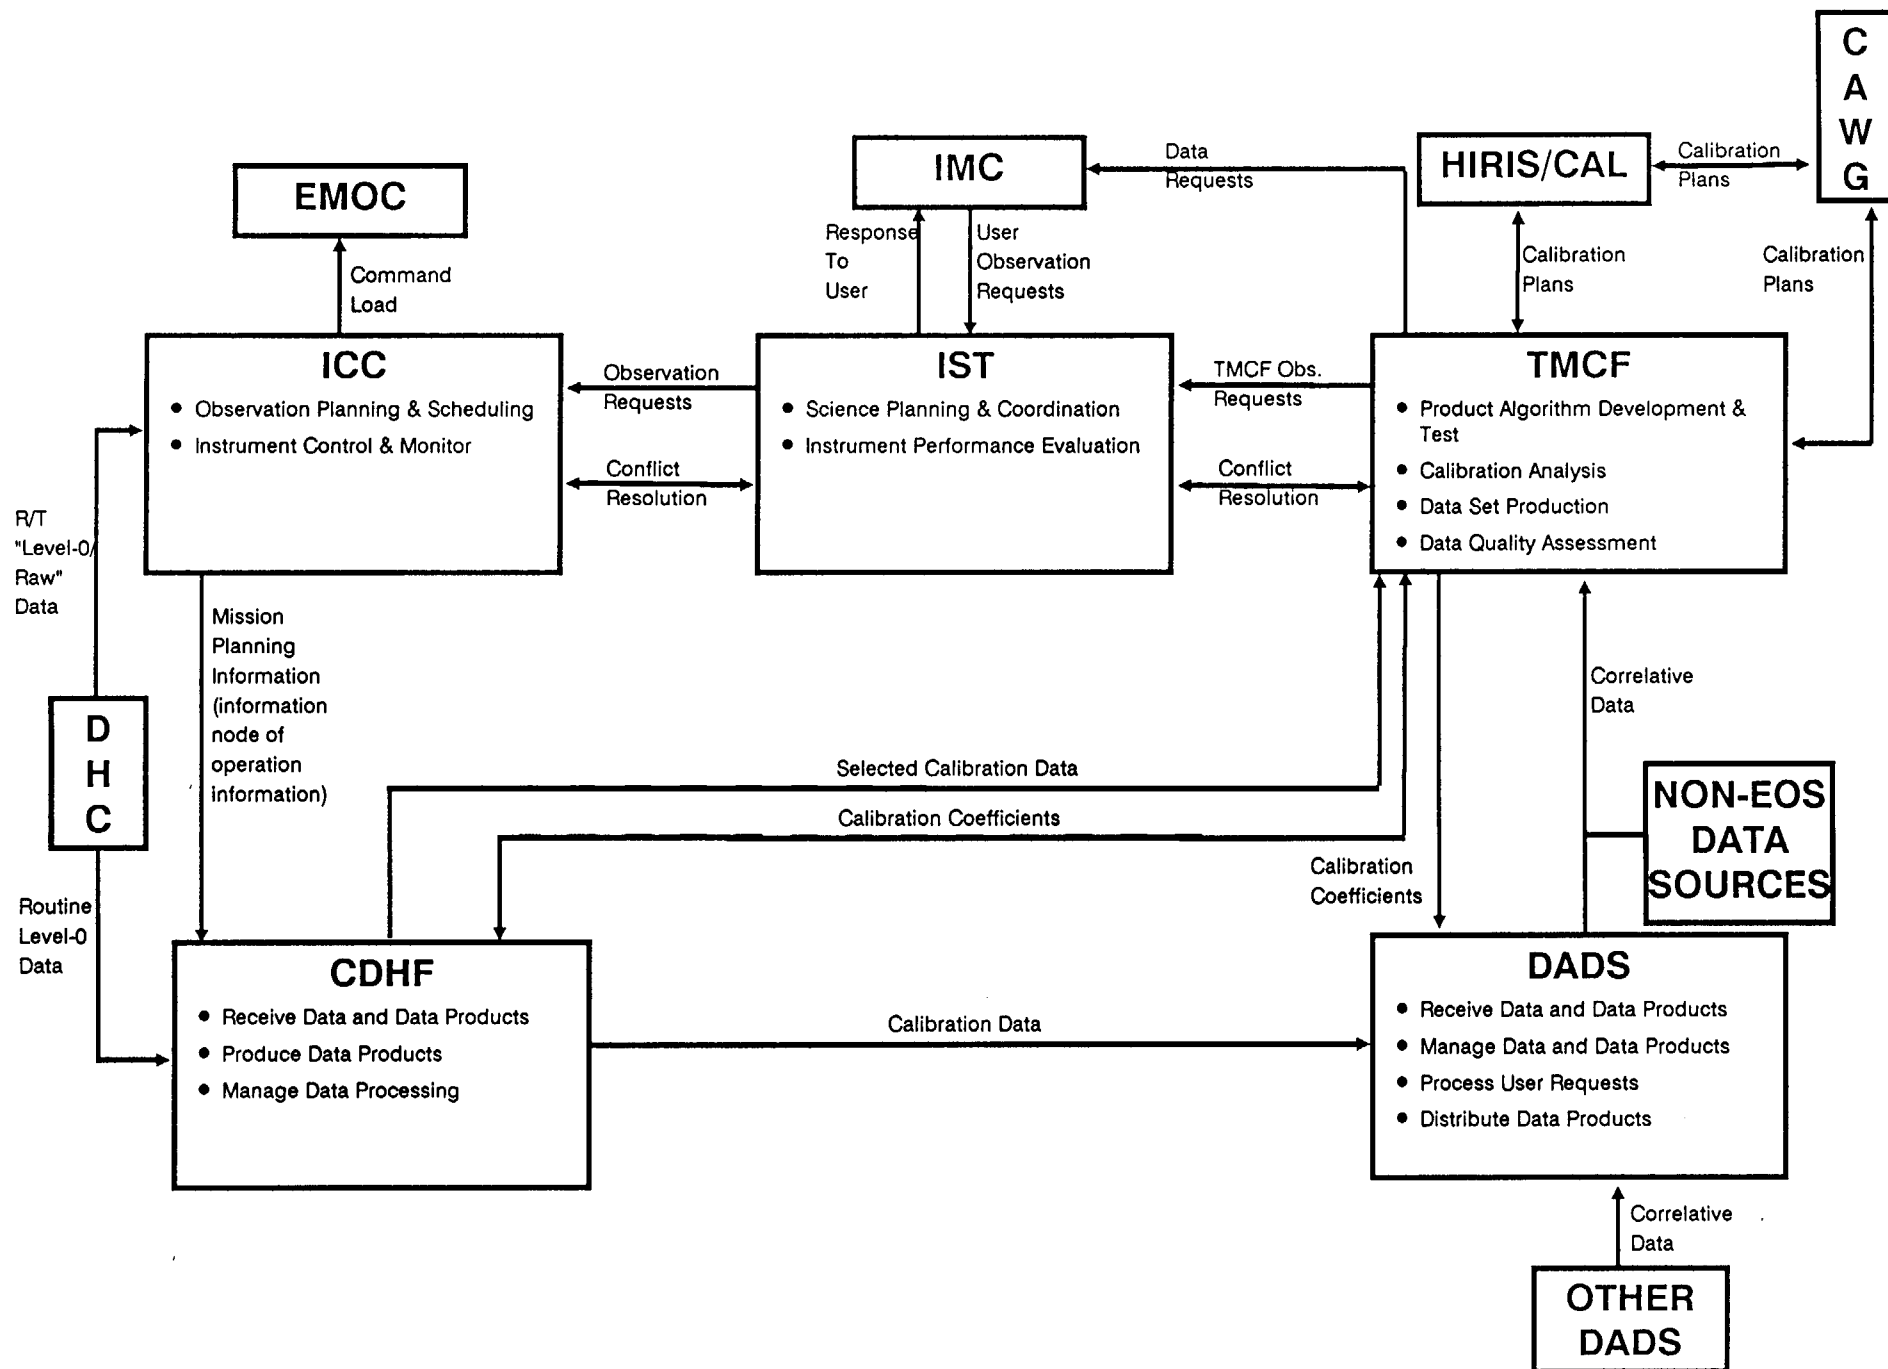 C
A
W
G
EMOC
IMC
Data
Requests
HIRIS/CAL
Calibration
Plans
Command
Load
Response
To
User
User
Observation
Requests
Calibration
Plans
Calibration
Plans
ICC
• Observation Planning & Scheduling
• Instrument Control & Monitor
Observation
Requests
Conflict
Resolution
IST
• Science Planning & Coordination
• Instrument Performance Evaluation
TMCF Obs.
Requests
Conflict
Resolution
TMCF
• Product Algorithm Development &
Test
• Calibration Analysis
• Data Set Production
• Data Quality Assessment
R/T
"Level-0/
Raw"
Data
Mission
Planning
Information
(information
node of
operation
information)
D
H
C
Correlative
Data
Selected Calibration Data
Calibration Coefficients
NON-EOS
DATA
SOURCES
Calibration
Coefficients
Routine
Level-0
Data
CDHF
• Receive Data and Data Products
• Produce Data Products
• Manage Data Processing
Calibration Data
DADS
• Receive Data and Data Products
• Manage Data and Data Products
• Process User Requests
• Distribute Data Products
Correlative
Data
OTHER
DADS